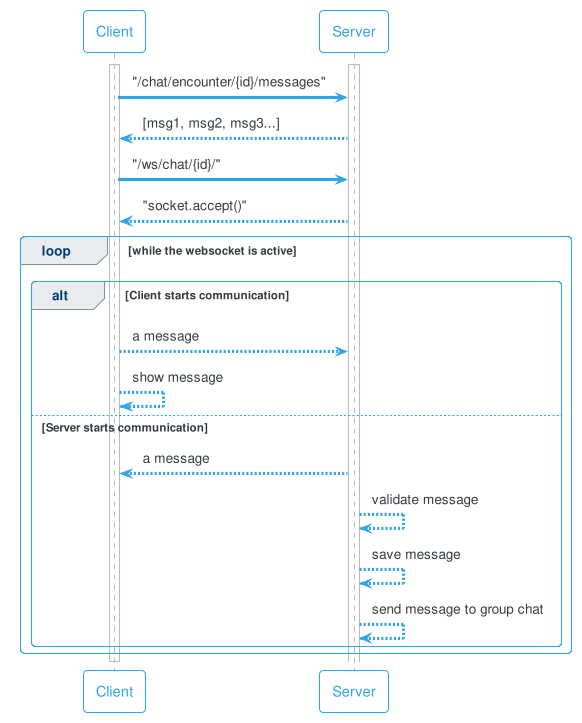 Client Server
"/chat/encounter/{id}/messages"
[msg1, msg2, msg3...]
"/ws/chat/{id}/"
"socket.accept()"
loop [while the websocket is active]
alt [Client starts communication]
a message
show message
[Server starts communication]
a message
validate message
save message
send message to group chat
Client Server